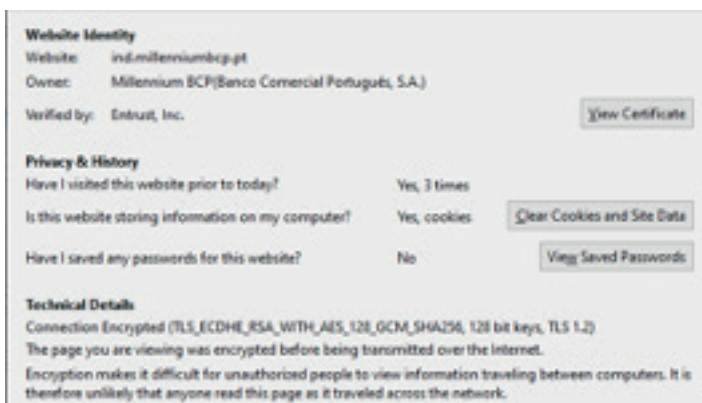 Website Identity
Website: ind.millenniumbcp.pt
Owner: Millennium BCP(Banco Comercial Português, S.A.)
Verified by: Entrust, Inc. View Certificate
Privacy & History
Have I visited this website prior to today? Yes, 3 times
Is this website storing information on my computer? Yes, cookies Clear Cookies and Site Data
Have I saved any passwords for this website? No View Saved Passwords
Technical Details
Connection Encrypted (TLS_ECDHE_RSA_WITH_AES_128_GCM_SHA256, 128 bit keys, TLS 1.2)
The page you are viewing was encrypted before being transmitted over the Internet.
Encryption makes it difficult for unauthorized people to view information traveling between computers. It is
therefore unlikely that anyone read this page as it traveled across the network.